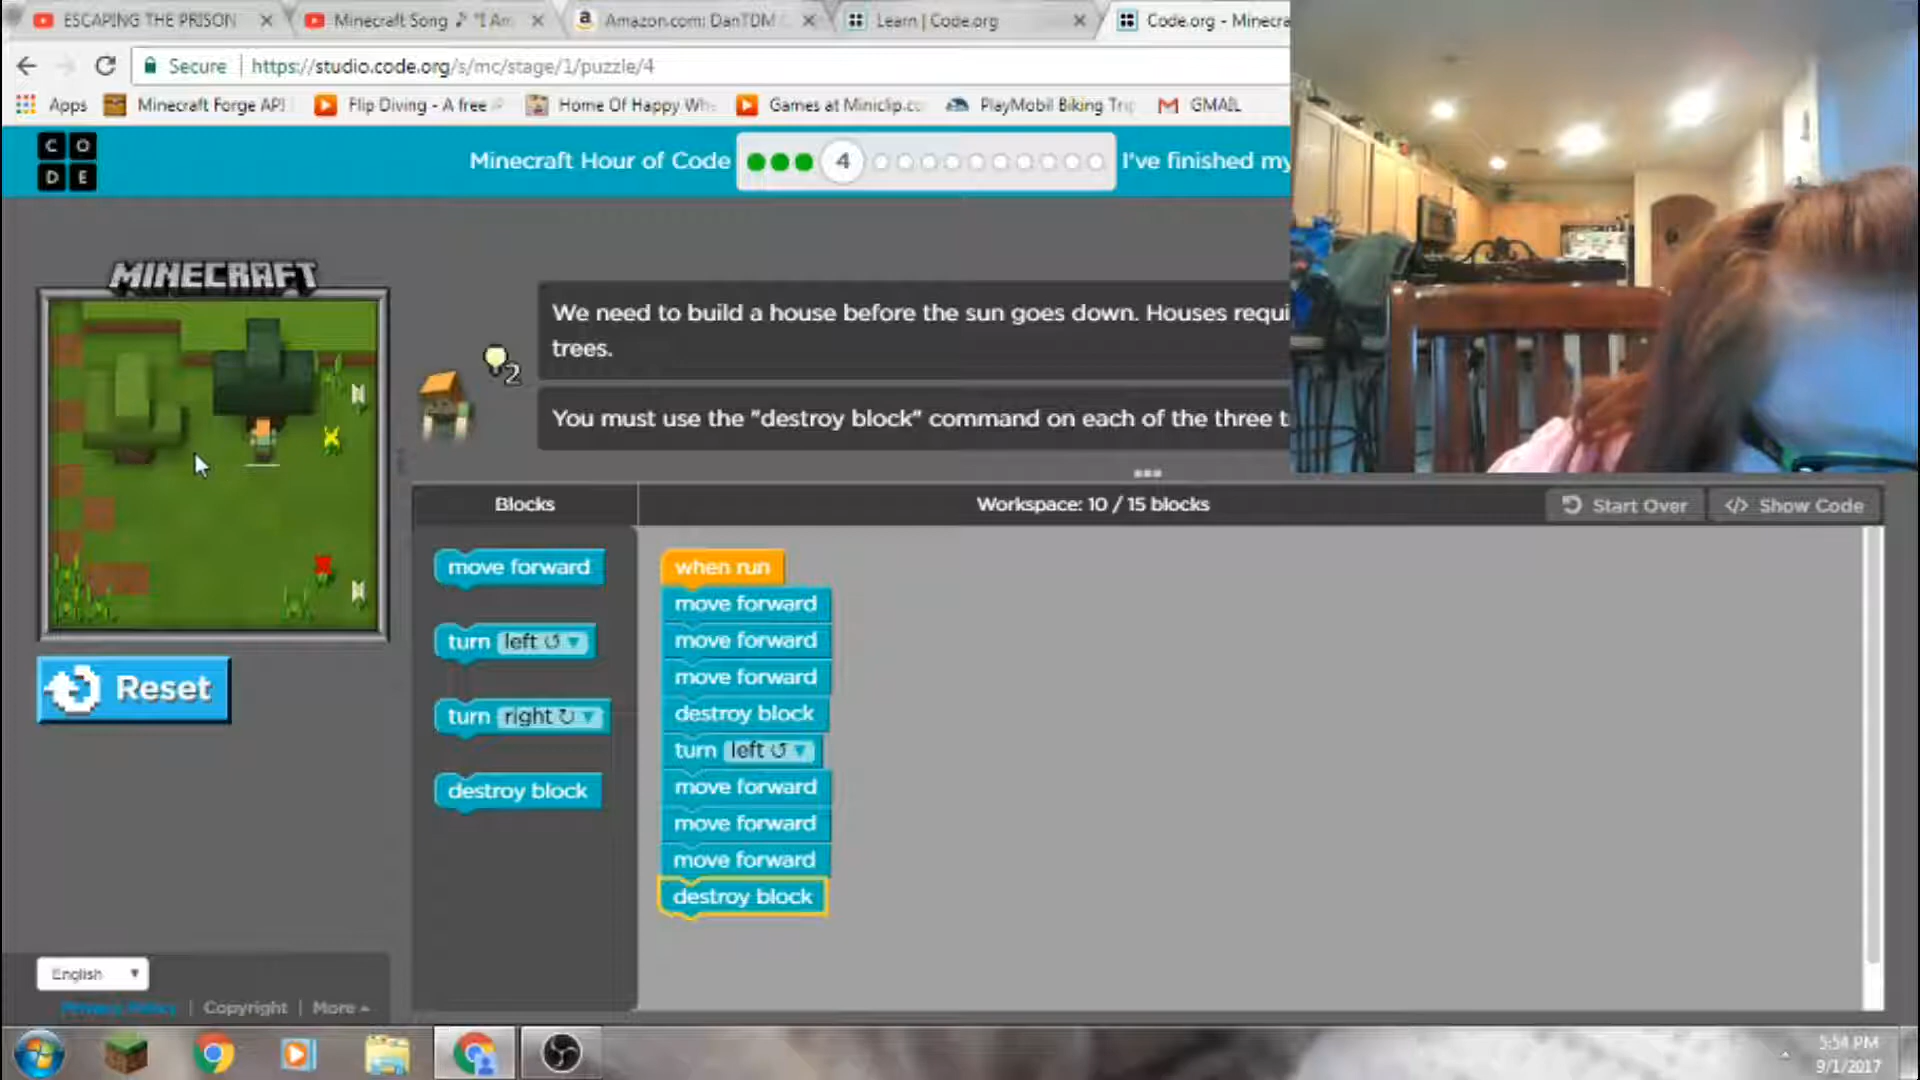 ESCAPING THE PRISON
Minecraft Song ♪ "I Am
Amazon.com: DanTDM
Learn | Code.org
Code.org - Minecra
Secure
https://studio.code.org/s/mc/stage/1/puzzle/4
Apps
Minecraft Forge API
Flip Diving - A free
Home Of Happy Wh
Games at Miniclip.cc
PlayMobil Biking Trip
GMAIL
CODE
Minecraft Hour of Code
4
I've finished my
MINECRAFT
2
We need to build a house before the sun goes down. Houses requi
trees.
You must use the "destroy block" command on each of the three t
Blocks
Workspace: 10 / 15 blocks
Start Over
</> Show Code
move forward
turn left ↺ ▼
turn right ↻ ▼
destroy block
when run
move forward
move forward
move forward
destroy block
turn left ↺ ▼
move forward
move forward
move forward
destroy block
Reset
English
Privacy Policy | Copyright | More
5:54 PM
9/1/2017